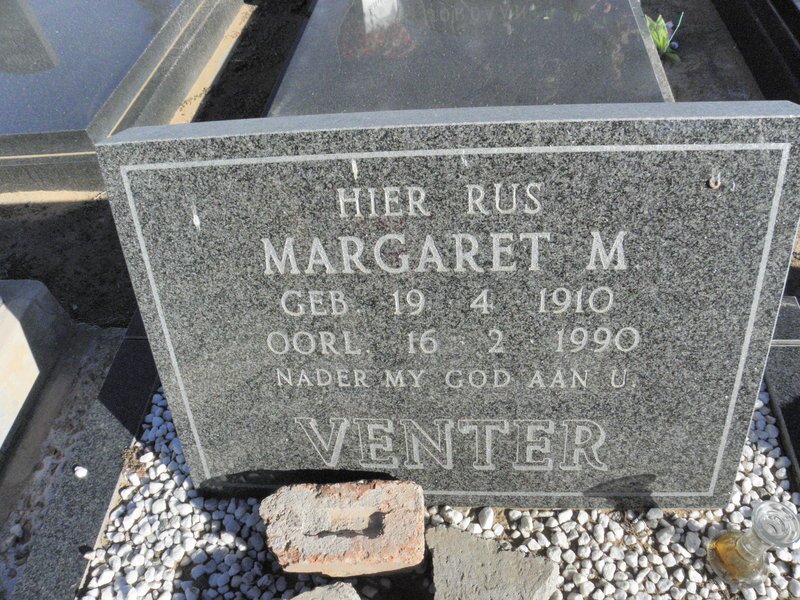 HIER RUS
MARGARET M
GEB. 19 4 1910
OORL. 16 2 1990
NADER MY GOD AAN U.
VENTER